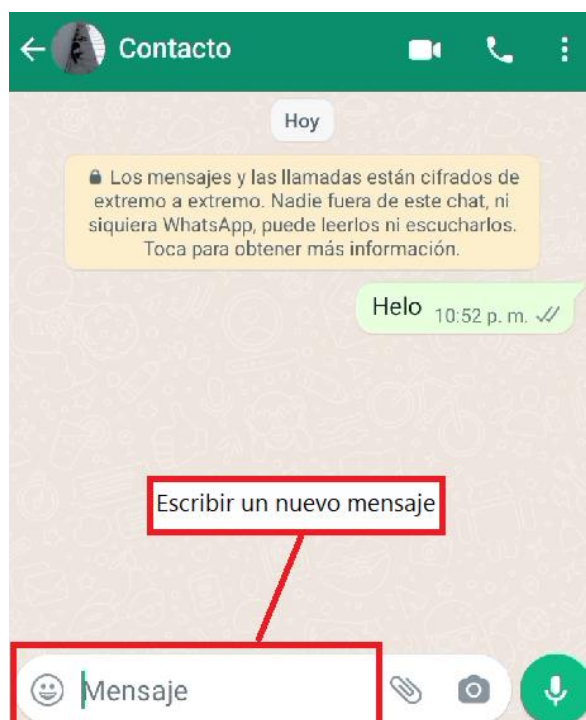 Contacto
Hoy
Los mensajes y las llamadas están cifrados de
extremo a extremo. Nadie fuera de este chat, ni
siquiera WhatsApp, puede leerlos ni escucharlos.
Toca para obtener más información.
Helo 10:52 p. m.
Escribir un nuevo mensaje
Mensaje